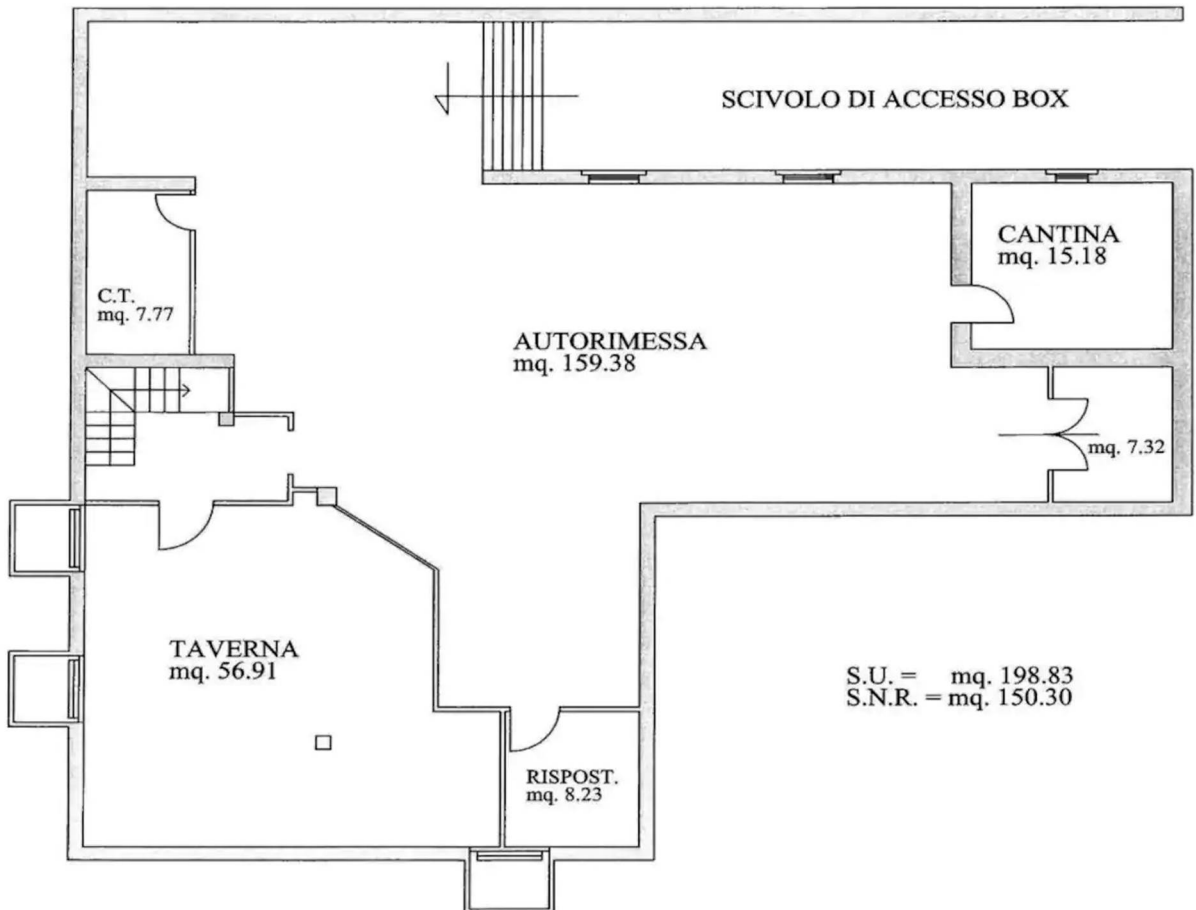 SCIVOLO DI ACCESSO BOX
CANTINA
mq. 15.18
C.T.
mq. 7.77
AUTORIMESSA
mq. 159.38
mq. 7.32
TAVERNA
mq. 56.91
S.U. = mq. 198.83
S.N.R. = mq. 150.30
RISPOST.
mq. 8.23